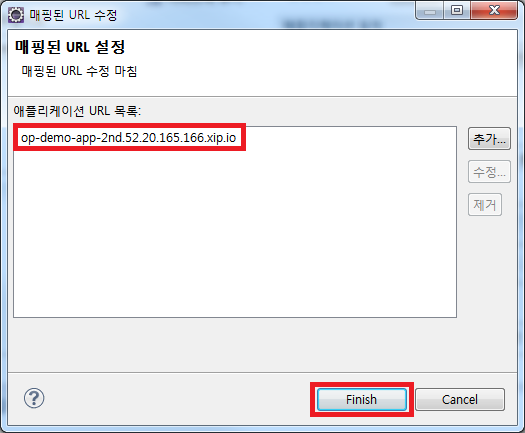 매핑된 URL 수정
매핑된 URL 설정
매핑된 URL 수정 마침
애플리케이션 URL 목록:
op-demo-app-2nd.52.20.165.166.xip.io
추가...
수정...
제거
?
Finish
Cancel